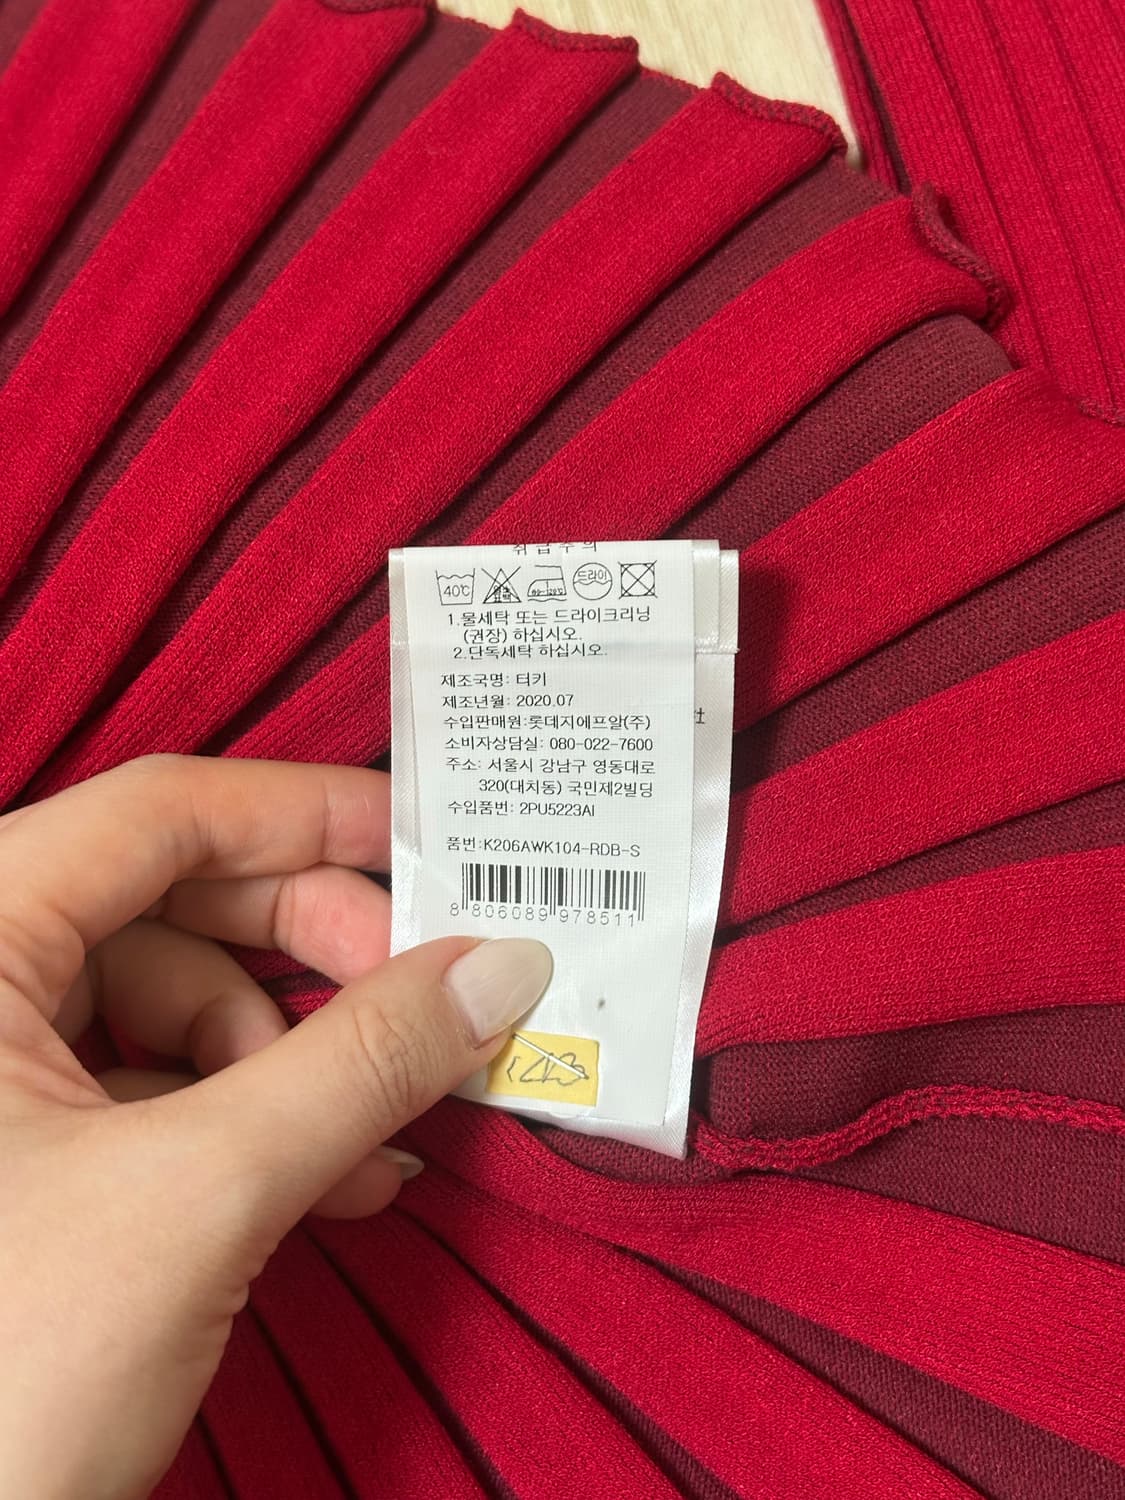 취급주의
40℃
드라이
80~120℃
1.물세탁 또는 드라이크리닝
(권장) 하십시오.
2.단독세탁 하십시오.
제조국명: 터키
제조년월: 2020.07
수입판매원:롯데지에프알(주)
소비자상담실: 080-022-7600
주소: 서울시 강남구 영동대로
320(대치동) 국민제2빌딩
수입품번: 2PU5223AI
품번:K206AWK104-RDB-S
8 806089 978511